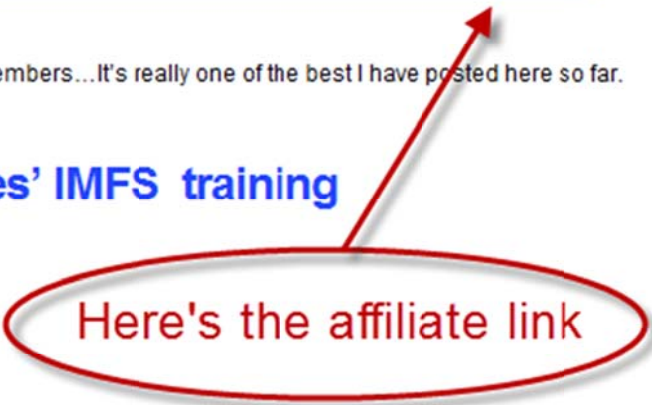 embers...It's really one of the best I have posted here so far.
es' IMFS training
Here's the affiliate link